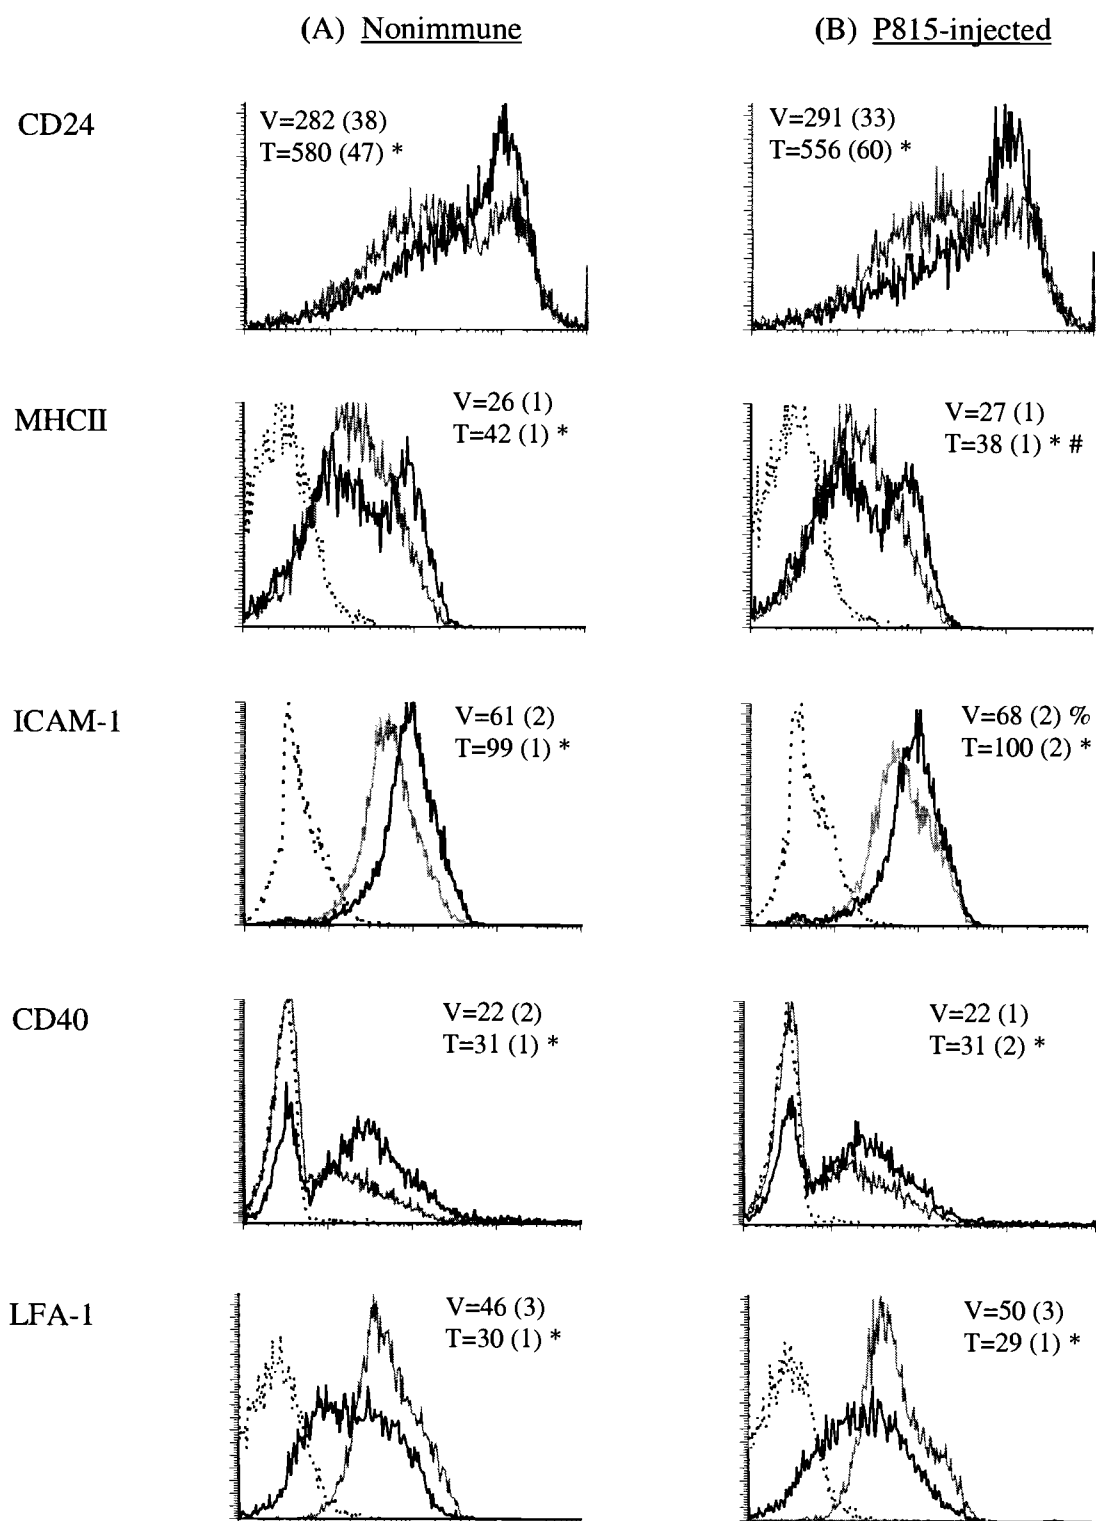 (A) Nonimmune
(B) P815-injected
CD24
V=282 (38)
T=580 (47) *
V=291 (33)
T=556 (60) *
MHCII
V=26 (1)
T=42 (1) *
V=27 (1)
T=38 (1) * #
ICAM-1
V=61 (2)
T=99 (1) *
V=68 (2) %
T=100 (2) *
CD40
V=22 (2)
T=31 (1) *
V=22 (1)
T=31 (2) *
LFA-1
V=46 (3)
T=30 (1) *
V=50 (3)
T=29 (1) *